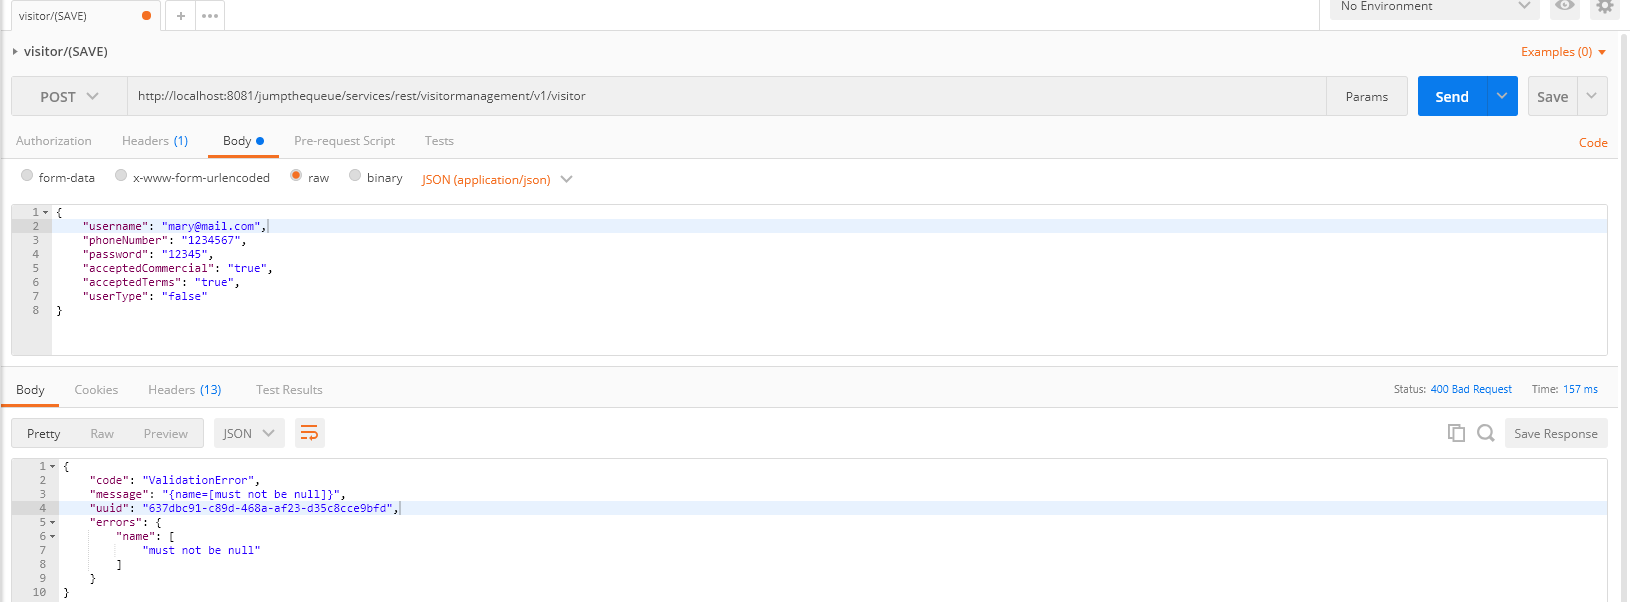 visitor/(SAVE)
+
No Environment
visitor/(SAVE)
Examples (0)
POST
http://localhost:8081/jumpthequeue/services/rest/visitormanagement/v1/visitor
Params
Send
Save
Authorization
Headers (1)
Body
Pre-request Script
Tests
Code
form-data
x-www-form-urlencoded
raw
binary
JSON (application/json)
1 {
2 "username": "mary@mail.com",
3 "phoneNumber": "1234567",
4 "password": "12345",
5 "acceptedCommercial": "true",
6 "acceptedTerms": "true",
7 "userType": "false"
8 }
Body
Cookies
Headers (13)
Test Results
Status: 400 Bad Request
Time: 157 ms
Pretty
Raw
Preview
JSON
Save Response
1 {
2 "code": "ValidationError",
3 "message": "{name=[must not be null]}",
4 "uuid": "637dbc91-c89d-468a-af23-d35c8cce9bfd",
5 "errors": {
6 "name": [
7 "must not be null"
8 ]
9 }
10 }